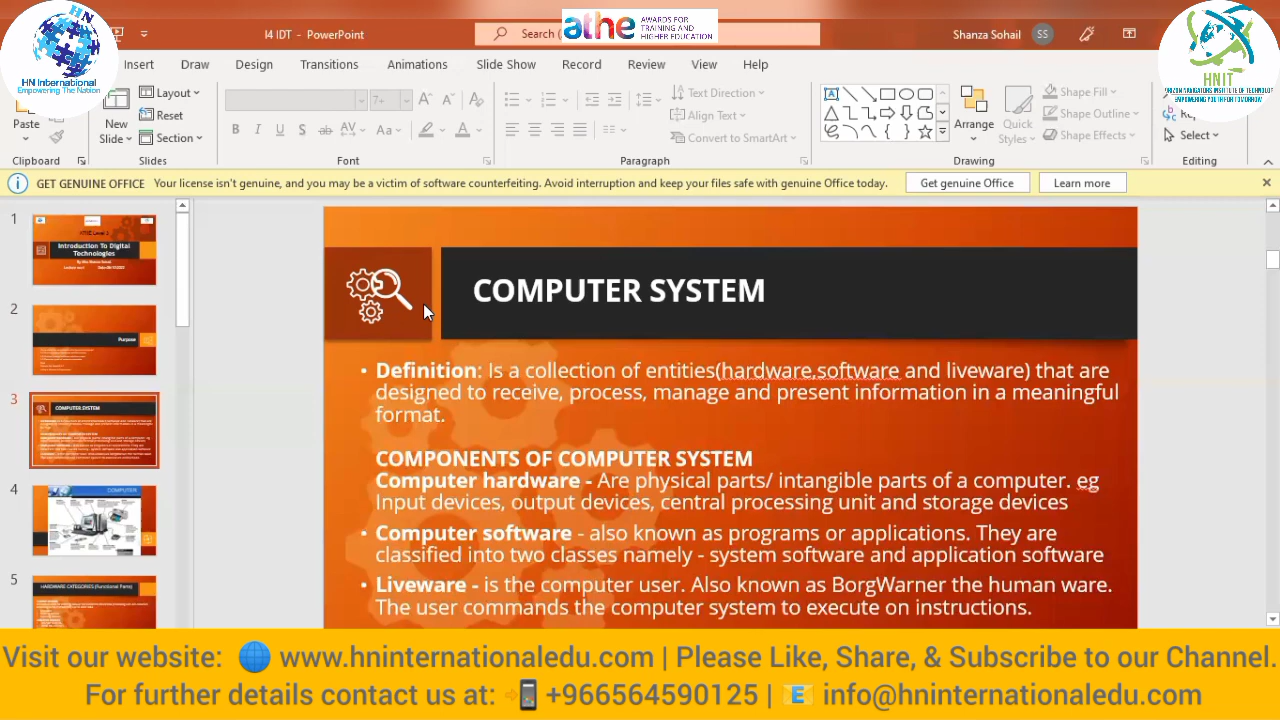 HN
HN International
Empowering The Nation
I4 IDT - PowerPoint
Search (
athe
AWARDS FOR
TRAINING AND
HIGHER EDUCATION
Shanza Sohail
SS
HNIT
EMPOWERING YOU FOR TOMORROW
Insert
Draw
Design
Transitions
Animations
Slide Show
Record
Review
View
Help
Paste
New
Slide
Layout
Reset
Section
Text Direction
Align Text
Convert to SmartArt
Arrange
Quick
Styles
Shape Fill
Shape Outline
Shape Effects
Select
Clipboard
Slides
Font
Paragraph
Drawing
Editing
GET GENUINE OFFICE Your license isn't genuine, and you may be a victim of software counterfeiting. Avoid interruption and keep your files safe with genuine Office today.
Get genuine Office
Learn more
1
Introduction To Digital
Technologies
2
Purpose
3
COMPUTER SYSTEM
4
COMPUTER
5
HARDWARE CATEGORIES (Functional Parts)
COMPUTER SYSTEM
• Definition: Is a collection of entities(hardware,software and liveware) that are
designed to receive, process, manage and present information in a meaningful
format.
COMPONENTS OF COMPUTER SYSTEM
Computer hardware - Are physical parts/ intangible parts of a computer. eg
Input devices, output devices, central processing unit and storage devices
• Computer software - also known as programs or applications. They are
classified into two classes namely - system software and application software
• Liveware - is the computer user. Also known as BorgWarner the human ware.
The user commands the computer system to execute on instructions.
Visit our website: 🌐 www.hninternationaledu.com | Please Like, Share, & Subscribe to our Channel.
For further details contact us at: 📲 +966564590125 | 📧 info@hninternationaledu.com